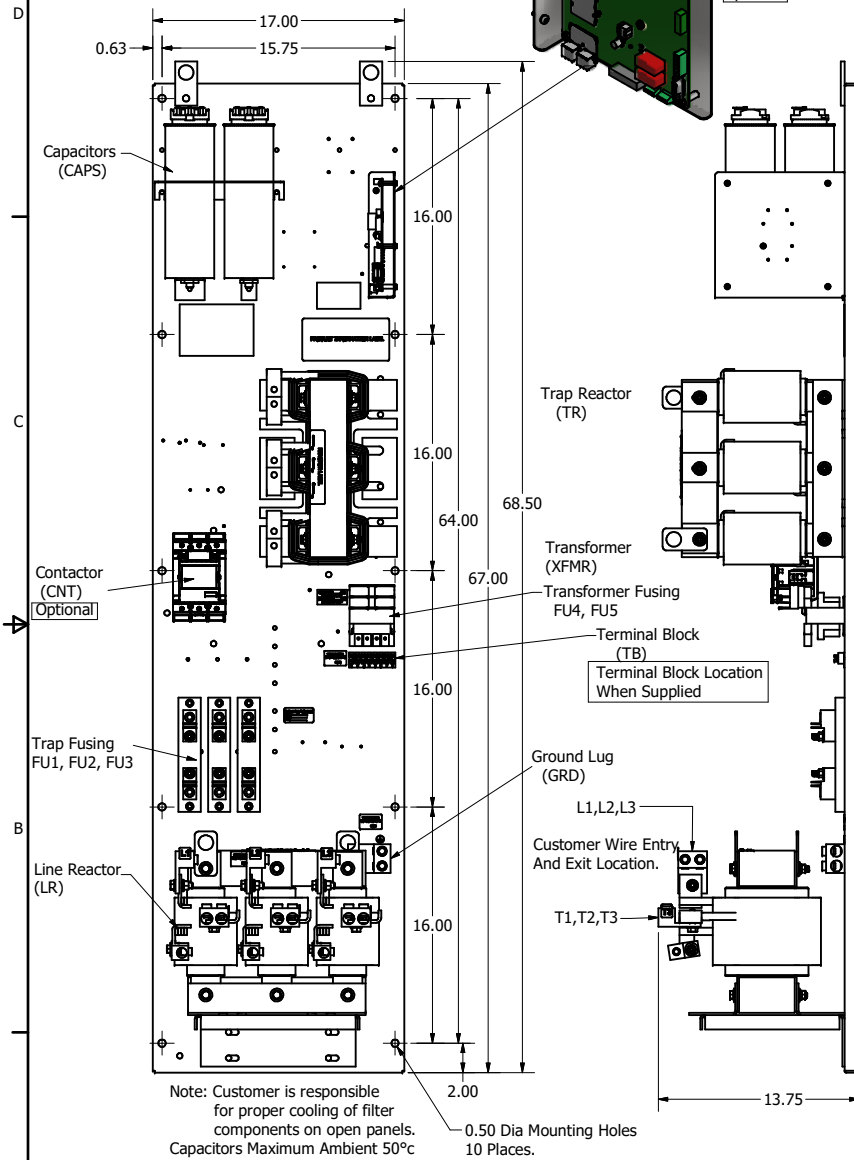 D
17.00
0.63
15.75
Capacitors
(CAPS)
16.00
C
Trap Reactor
(TR)
16.00
68.50
64.00
Transformer
(XFMR)
67.00
Contactor
(CNT)
Optional
Transformer Fusing
FU4, FU5
Terminal Block
(TB)
Terminal Block Location
When Supplied
16.00
Trap Fusing
FU1, FU2, FU3
Ground Lug
(GRD)
L1,L2,L3
B
Customer Wire Entry
And Exit Location.
Line Reactor
(LR)
16.00
T1,T2,T3
2.00
13.75
Note: Customer is responsible
for proper cooling of filter
components on open panels.
Capacitors Maximum Ambient 50°c
0.50 Dia Mounting Holes
10 Places.